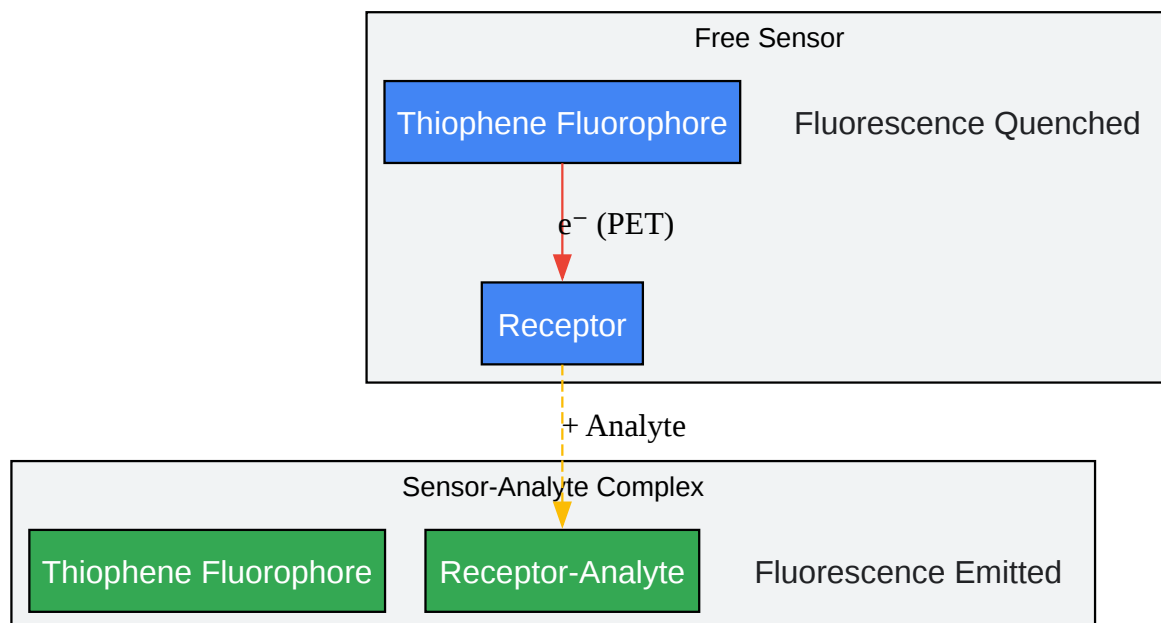 Free Sensor
Thiophene Fluorophore
Fluorescence Quenched
e⁻ (PET)
Receptor
+ Analyte
Sensor-Analyte Complex
Thiophene Fluorophore
Receptor-Analyte
Fluorescence Emitted